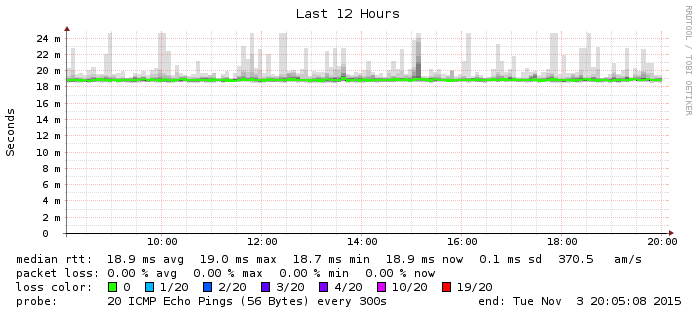 Last 12 Hours
RRDTOOL / TOBI OETIKER
Seconds
24 m
22 m
20 m
18 m
16 m
14 m
12 m
10 m
8 m
6 m
4 m
2 m
0
10:00 12:00 14:00 16:00 18:00 20:00
median rtt: 18.9 ms avg 19.0 ms max 18.7 ms min 18.9 ms now 0.1 ms sd 370.5 am/s
packet loss: 0.00 % avg 0.00 % max 0.00 % min 0.00 % now
loss color: 0 1/20 2/20 3/20 4/20 10/20 19/20
probe: 20 ICMP Echo Pings (56 Bytes) every 300s end: Tue Nov 3 20:05:08 2015